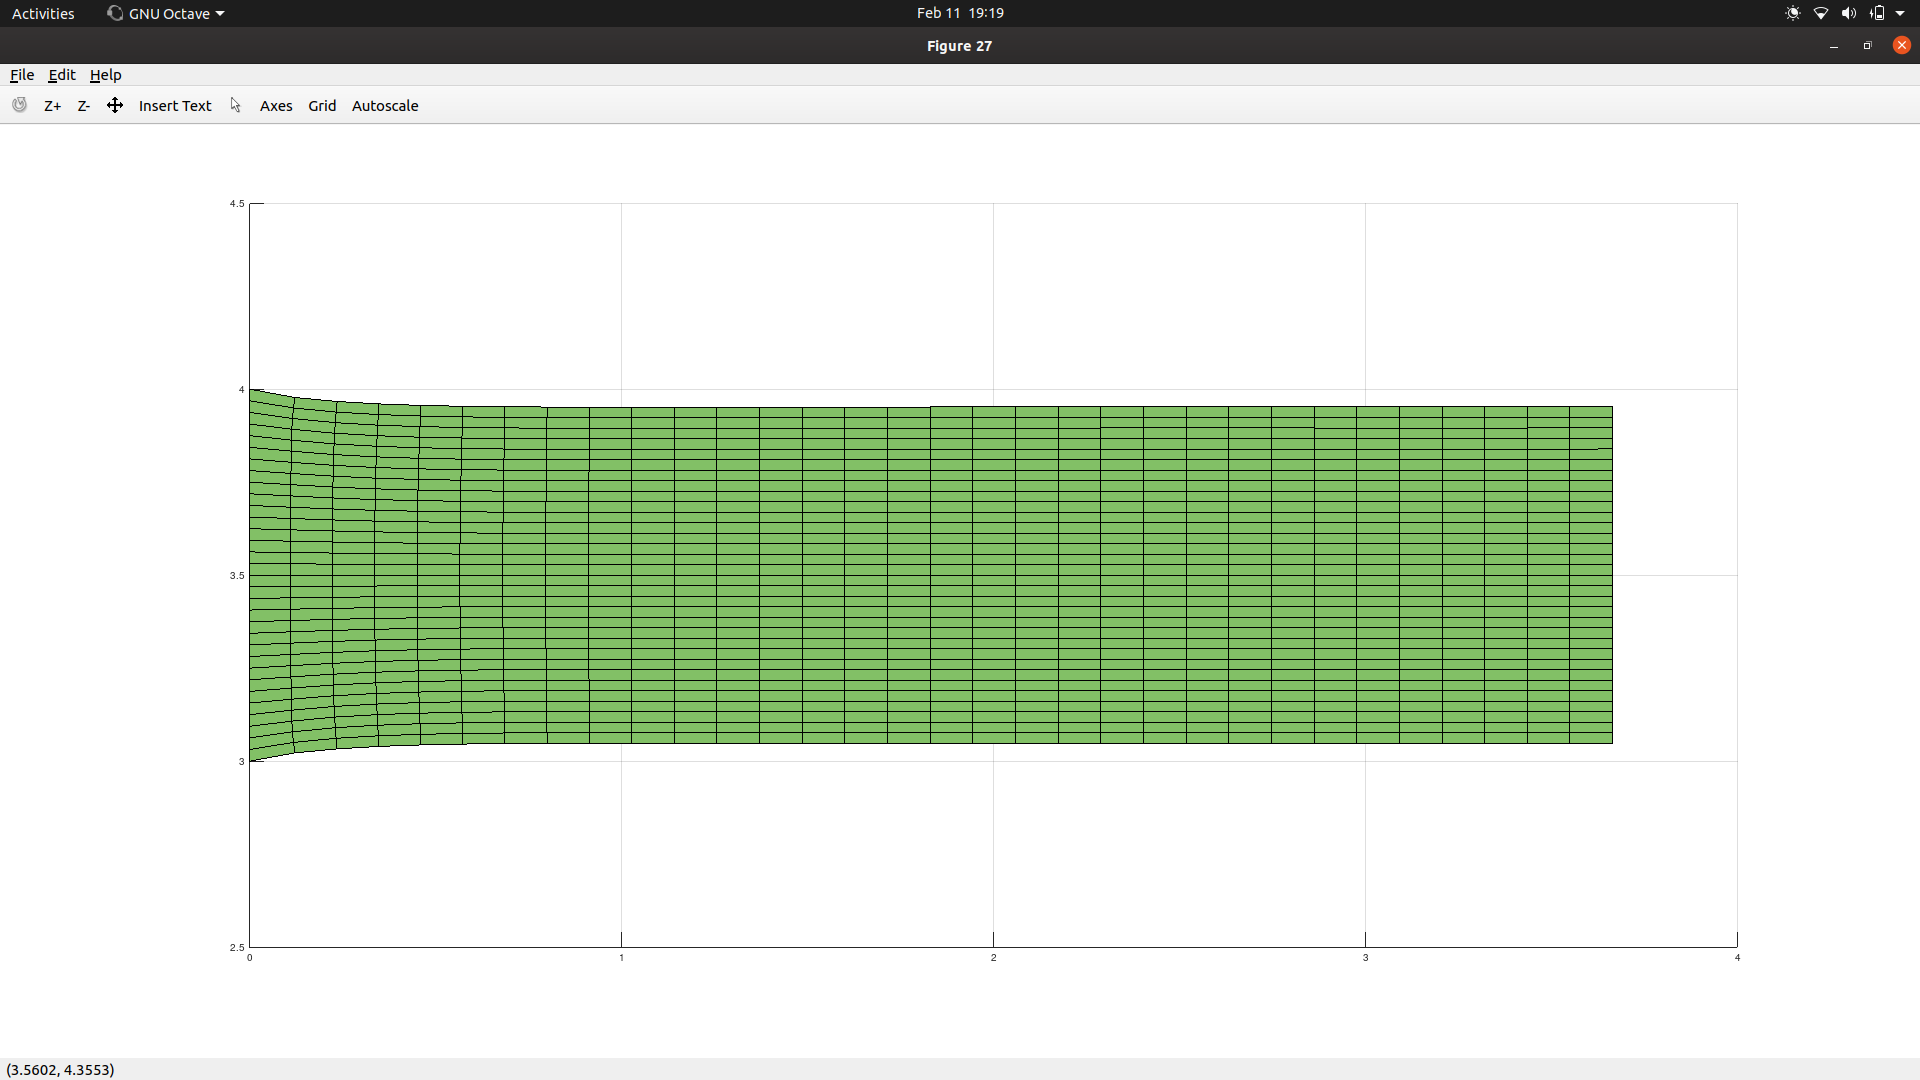 Activities GNU Octave Feb 11 19:19
Figure 27
File Edit Help
Z+ Z- Insert Text Axes Grid Autoscale
4.5
4
3.5
3
2.5
0 1 2 3 4
(3.5602, 4.3553)